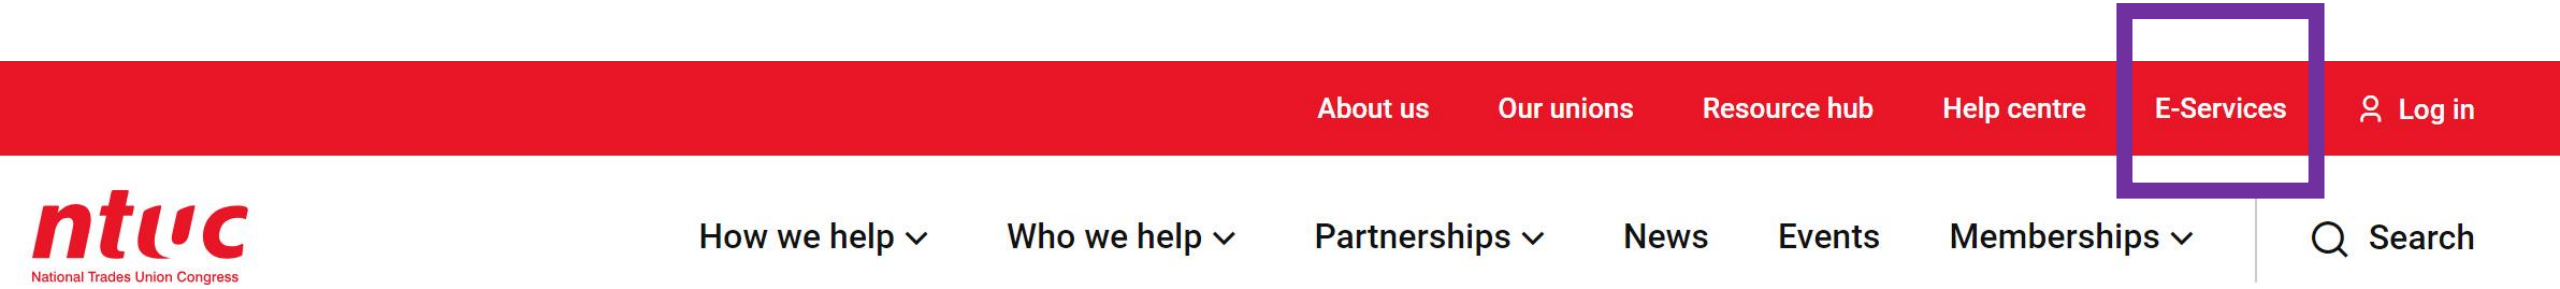 About us Our unions Resource hub Help centre E-Services Log in
ntuc
National Trades Union Congress
How we help Who we help Partnerships News Events Memberships Search